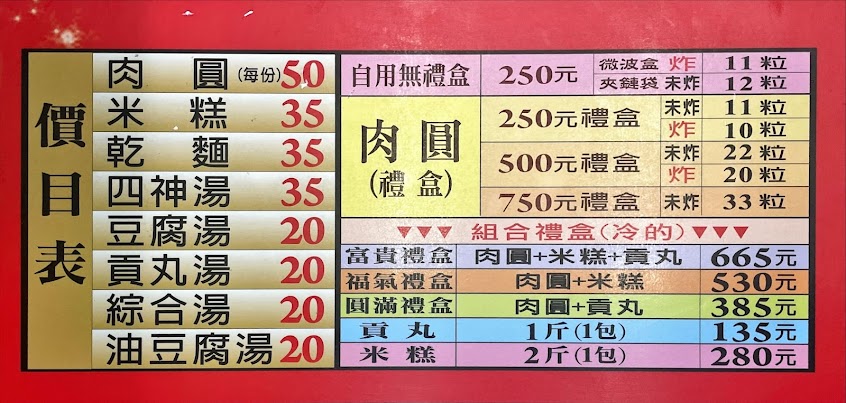 價目表
肉圓(每份)50
米糕 35
乾麵 35
四神湯 35
豆腐湯 20
貢丸湯 20
綜合湯 20
油豆腐湯 20
自用無禮盒 250元 微波盒 炸 11粒
夾鏈袋 未炸 12粒
肉圓(禮盒)
250元禮盒 未炸 11粒
炸 10粒
500元禮盒 未炸 22粒
炸 20粒
750元禮盒 未炸 33粒
▼▼▼組合禮盒(冷的)▼▼▼
富貴禮盒 肉圓+米糕+貢丸 665元
福氣禮盒 肉圓+米糕 530元
圓滿禮盒 肉圓+貢丸 385元
貢丸 1斤(1包) 135元
米糕 2斤(1包) 280元